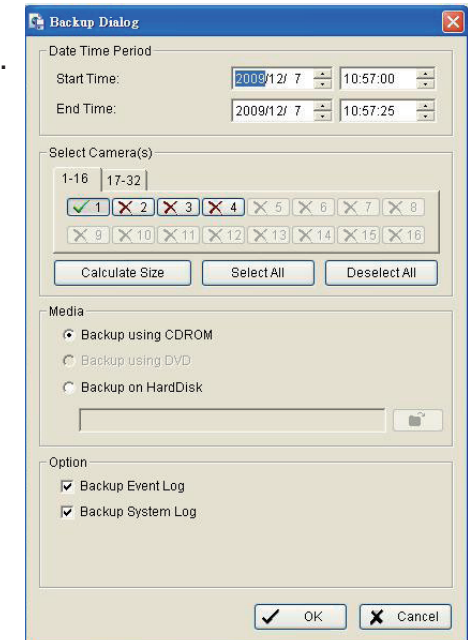 Backup Dialog
Date Time Period
Start Time: 2009/12/ 7 10:57:00
End Time: 2009/12/ 7 10:57:25
Select Camera(s)
1-16 17-32
1 2 3 4 5 6 7 8
9 10 11 12 13 14 15 16
Calculate Size Select All Deselect All
Media
Backup using CDROM
Backup using DVD
Backup on HardDisk
Option
Backup Event Log
Backup System Log
OK Cancel